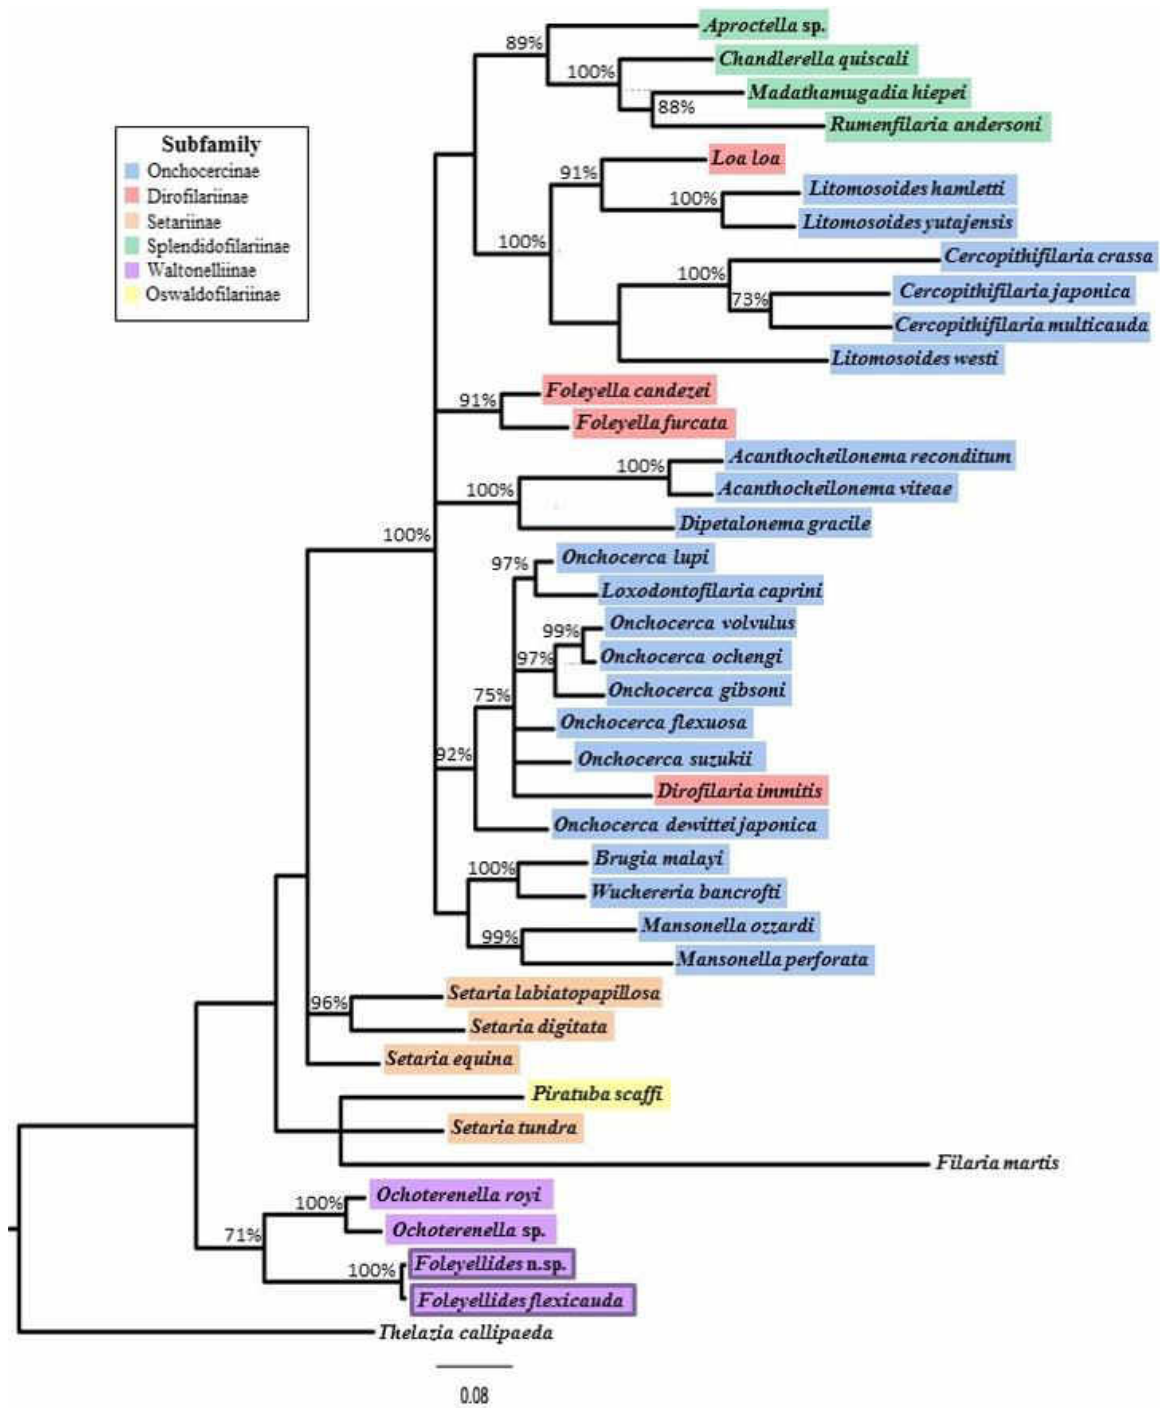 Aproctella sp.
89%
Chandlerella quiscali
100%
Madathamugadia hiepei
88%
Rumenfilaria andersoni
Subfamily
Onchocercinae
Dirofilariinae
Setariinae
Splendidofilariinae
Waltonelliinae
Oswaldofilariinae
Loa loa
91%
Litomosoides hamletti
100%
Litomosoides yutajensis
100%
Cercopithifilaria crassa
100%
Cercopithifilaria japonica
73%
Cercopithifilaria multicauda
Litomosoides westi
Foleyella candezei
91%
Foleyella furcata
Acanthocheilonema reconditum
100%
Acanthocheilonema viteae
100%
Dipetalonema gracile
100%
Onchocerca lupi
97%
Loxodontofilaria caprini
Onchocerca volvulus
99%
Onchocerca ochengi
97%
Onchocerca gibsoni
75%
Onchocerca flexuosa
Onchocerca suzukii
92%
Dirofilaria immitis
Onchocerca dewittei japonica
Brugia malayi
100%
Wuchereria bancrofti
Mansonella ozzardi
99%
Mansonella perforata
Setaria labiatopapillosa
96%
Setaria digitata
Setaria equina
Piratuba scaffi
Setaria tundra
Filaria martis
Ochoterenella royi
100%
Ochoterenella sp.
71%
Foleyellides n.sp.
100%
Foleyellides flexicauda
Thelazia callipaeda
0.08